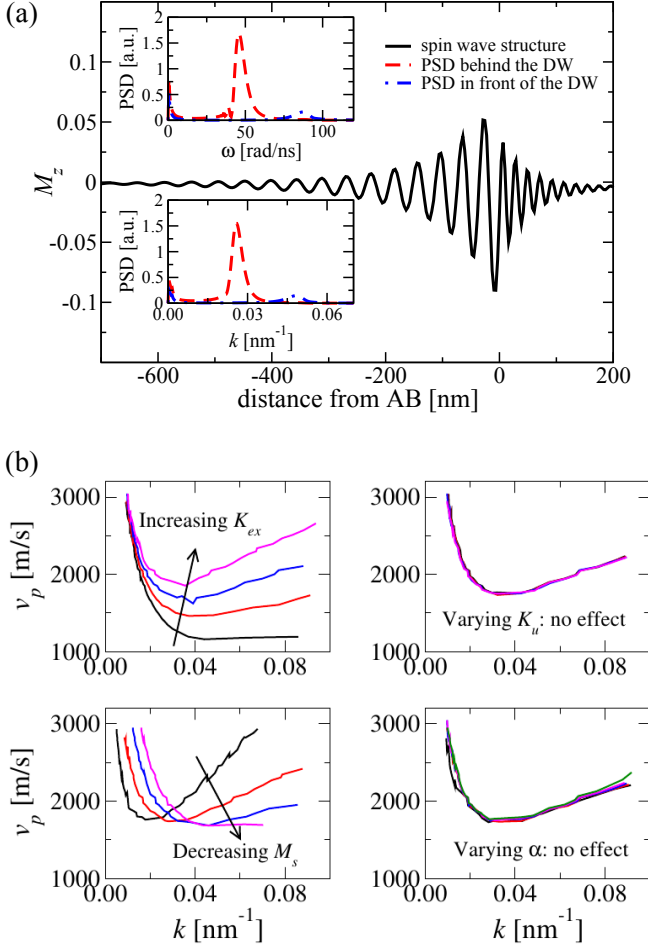 (a)
0.1
0.05
0
-0.05
-0.1
M_z
-600
-400
-200
0
200
distance from AB [nm]
spin wave structure
PSD behind the DW
PSD in front of the DW
2
1.5
1
0.5
0
PSD [a.u.]
0
50
100
ω [rad/ns]
2
1.5
1
0.5
0
PSD [a.u.]
0.00
0.03
0.06
k [nm⁻¹]
(b)
3000
2000
1000
v_p [m/s]
0.00
0.04
0.08
Increasing K_ex
3000
2000
1000
0.00
0.04
0.08
Varying K_u: no effect
3000
2000
1000
v_p [m/s]
0.00
0.04
0.08
k [nm⁻¹]
Decreasing M_s
3000
2000
1000
0.00
0.04
0.08
k [nm⁻¹]
Varying α: no effect